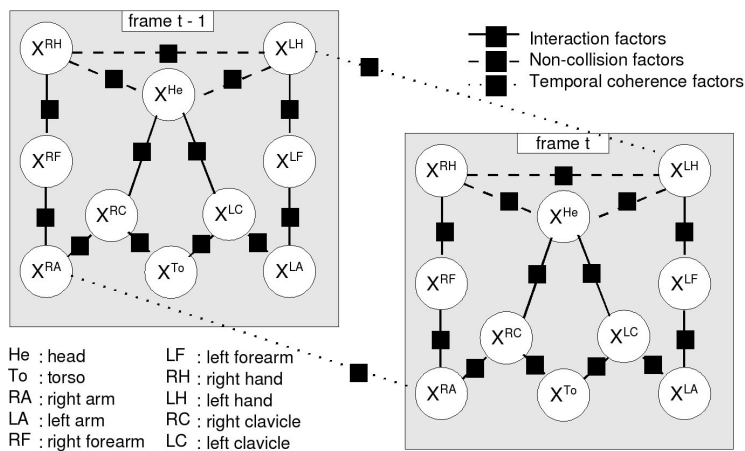 frame t - 1
X^RH
X^LH
X^He
X^RF
X^LF
X^RC
X^LC
X^RA
X^To
X^LA
Interaction factors
Non-collision factors
Temporal coherence factors
frame t
X^RH
X^LH
X^He
X^RF
X^LF
X^RC
X^LC
X^RA
X^To
X^LA
He : head
To : torso
RA : right arm
LA : left arm
RF : right forearm
LF : left forearm
RH : right hand
LH : left hand
RC : right clavicle
LC : left clavicle